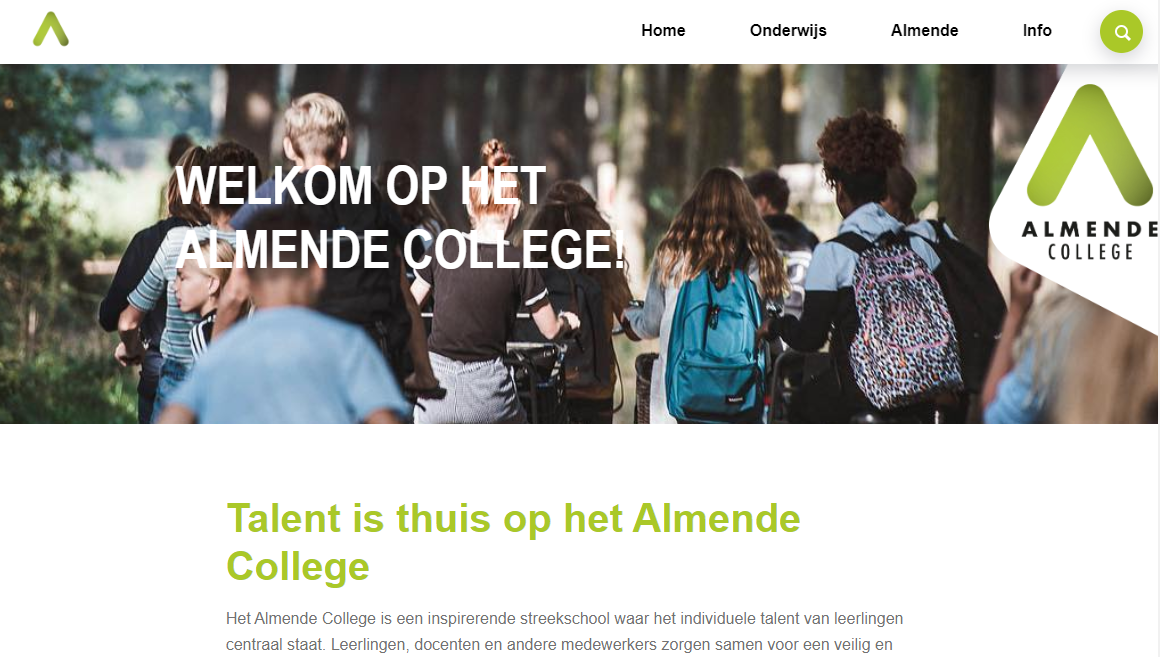 Home Onderwijs Almende Info
WELKOM OP HET
ALMENDE COLLEGE!
ALMENDE
COLLEGE
Talent is thuis op het Almende
College
Het Almende College is een inspirerende streekschool waar het individuele talent van leerlingen
centraal staat. Leerlingen, docenten en andere medewerkers zorgen samen voor een veilig en